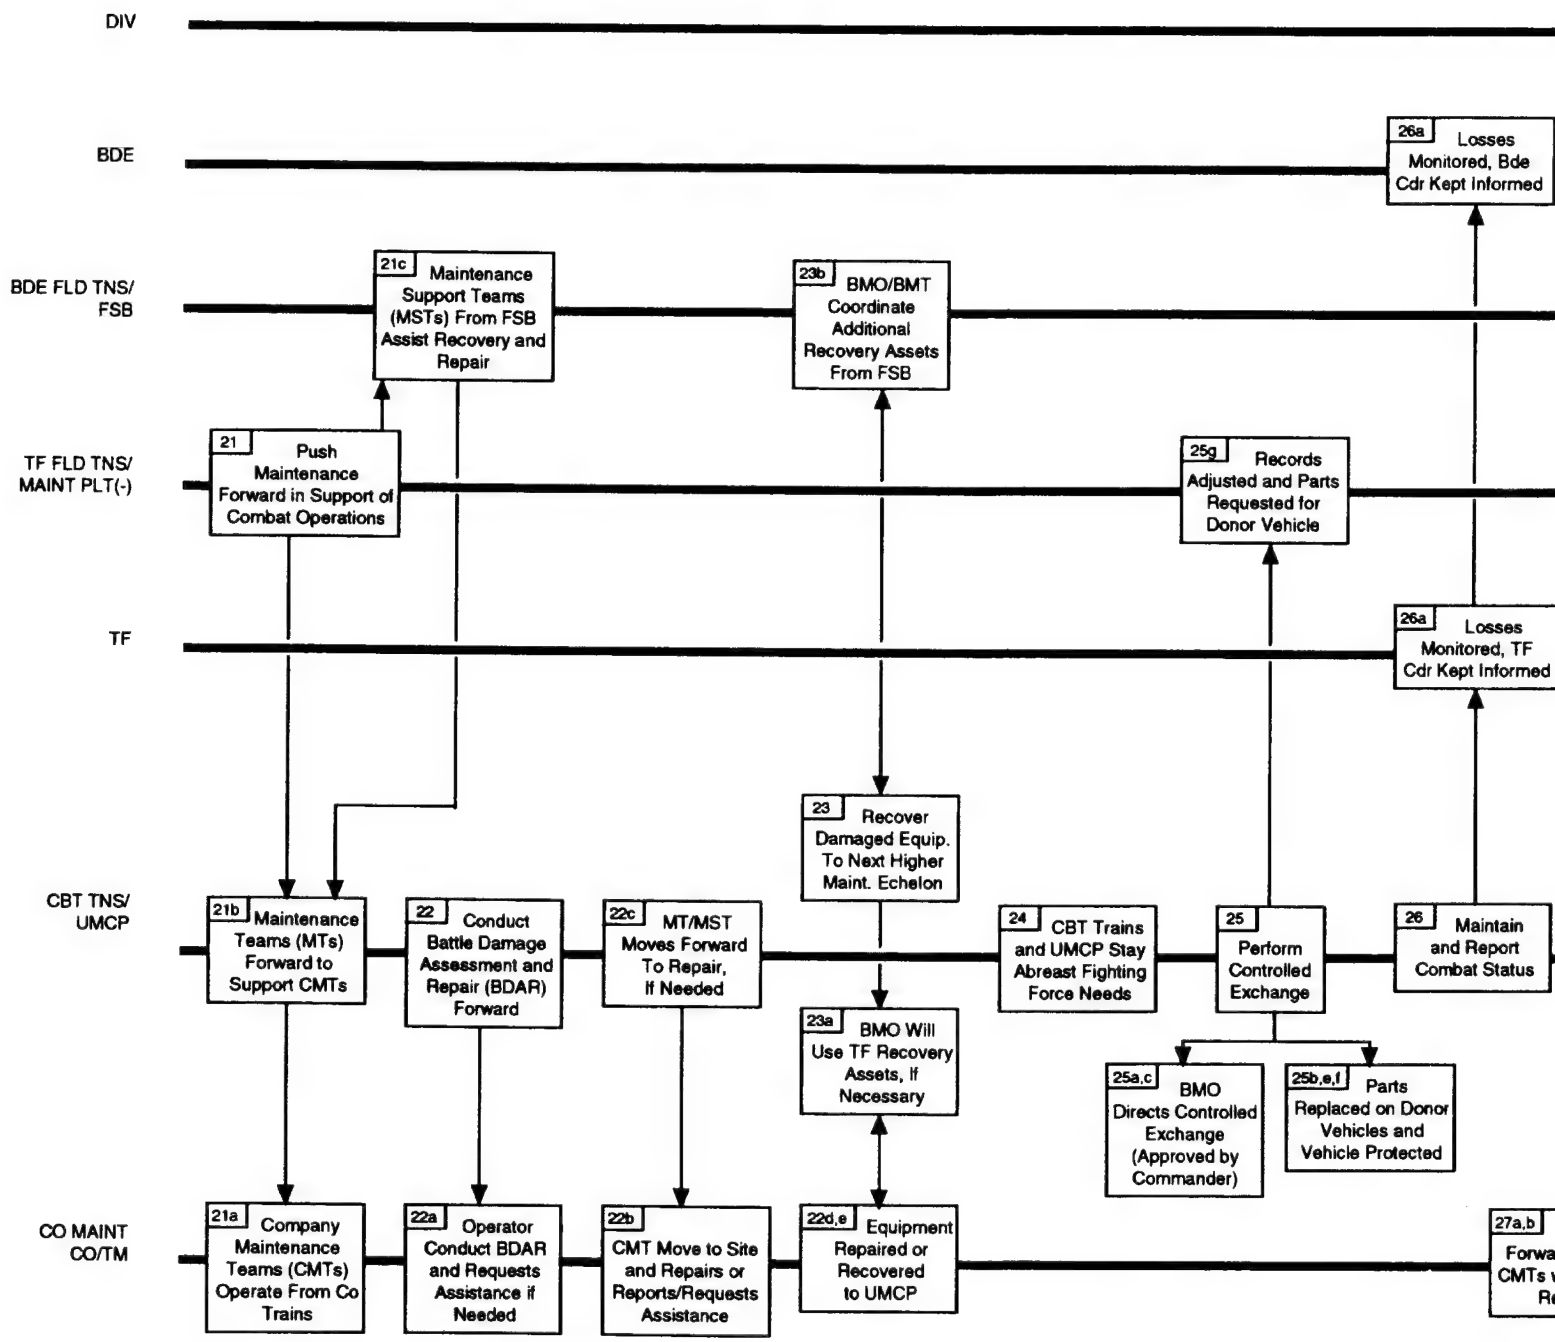 DIV
BDE
26a
Losses
Monitored, Bde
Cdr Kept Informed
BDE FLD TNS/
FSB
21c
Maintenance
Support Teams
(MSTs) From FSB
Assist Recovery and
Repair
23b
BMO/BMT
Coordinate
Additional
Recovery Assets
From FSB
TF FLD TNS/
MAINT PLT(-)
21
Push
Maintenance
Forward in Support of
Combat Operations
25g
Records
Adjusted and Parts
Requested for
Donor Vehicle
TF
26a
Losses
Monitored, TF
Cdr Kept Informed
23
Recover
Damaged Equip.
To Next Higher
Maint. Echelon
CBT TNS/
UMCP
21b
Maintenance
Teams (MTs)
Forward to
Support CMTs
22
Conduct
Battle Damage
Assessment and
Repair (BDAR)
Forward
22c
MT/MST
Moves Forward
To Repair,
If Needed
24
CBT Trains
and UMCP Stay
Abreast Fighting
Force Needs
25
Perform
Controlled
Exchange
26
Maintain
and Report
Combat Status
23a
BMO Will
Use TF Recovery
Assets, If
Necessary
25a,c
BMO
Directs Controlled
Exchange
(Approved by
Commander)
25b,e,f
Parts
Replaced on Donor
Vehicles and
Vehicle Protected
CO MAINT
CO/TM
21a
Company
Maintenance
Teams (CMTs)
Operate From Co
Trains
22a
Operator
Conduct BDAR
and Requests
Assistance if
Needed
22b
CMT Move to Site
and Repairs or
Reports/Requests
Assistance
22d,e
Equipment
Repaired or
Recovered
to UMCP
27a,b
CMTs